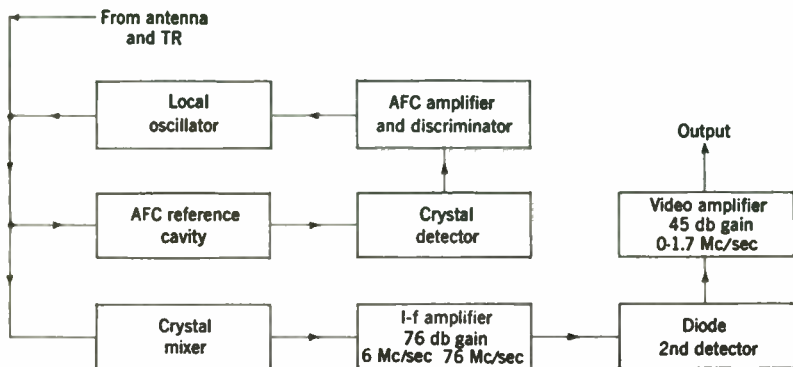 From antenna
and TR
Local
oscillator
AFC amplifier
and discriminator
Output
AFC reference
cavity
Crystal
detector
Video amplifier
45 db gain
0-1.7 Mc/sec
Crystal
mixer
I-f amplifier
76 db gain
6 Mc/sec 76 Mc/sec
Diode
2nd detector